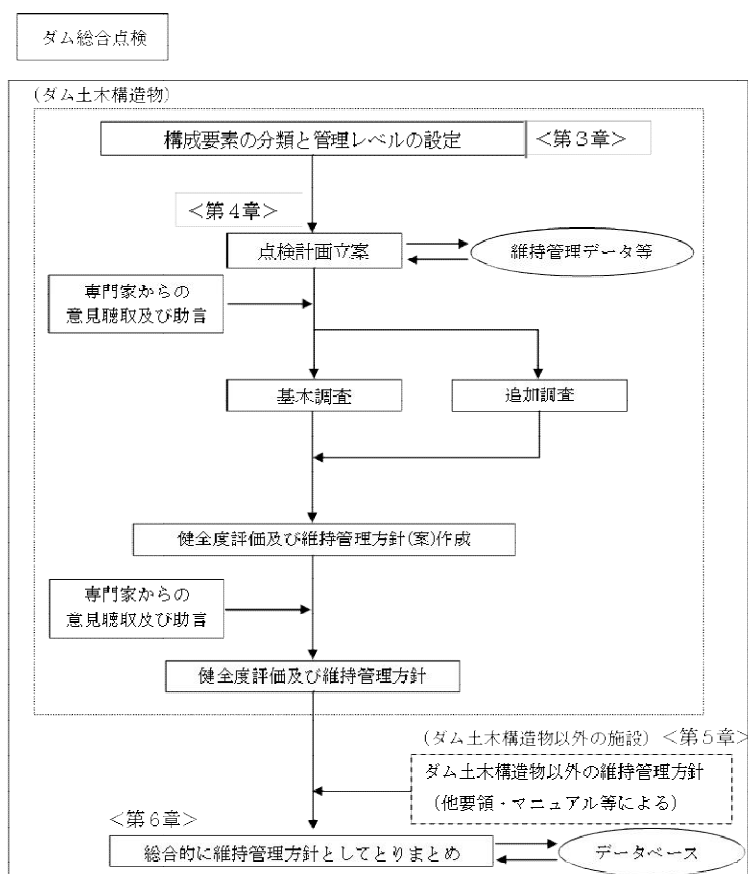 ダム総合点検
(ダム土木構造物)
構成要素の分類と管理レベルの設定
＜第３章＞
＜第４章＞
点検計画立案
維持管理データ等
専門家からの
意見聴取及び助言
基本調査
追加調査
健全度評価及び維持管理方針(案)作成
専門家からの
意見聴取及び助言
健全度評価及び維持管理方針
(ダム土木構造物以外の施設)
＜第５章＞
ダム土木構造物以外の維持管理方針
(他要領・マニュアル等による)
＜第６章＞
総合的に維持管理方針としてとりまとめ
データベース